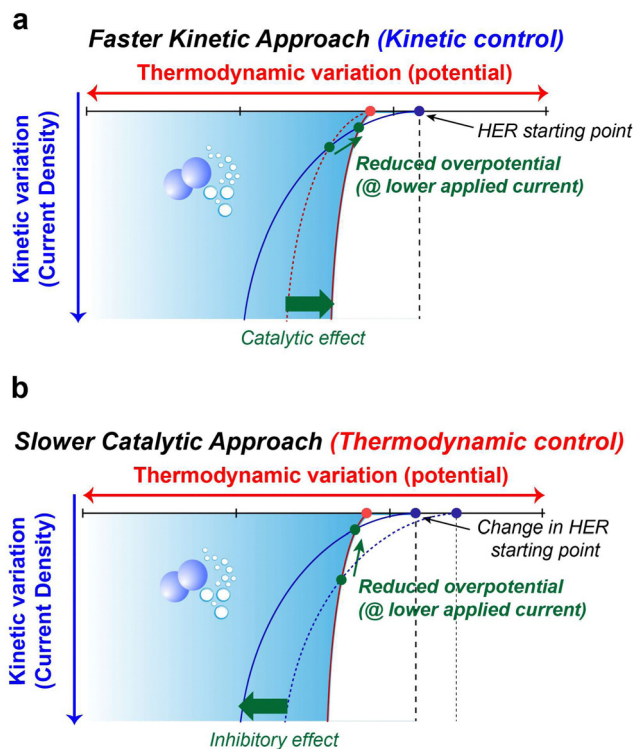 a
Faster Kinetic Approach (Kinetic control)
Thermodynamic variation (potential)
Kinetic variation
(Current Density)
HER starting point
Reduced overpotential
(@ lower applied current)
Catalytic effect
b
Slower Catalytic Approach (Thermodynamic control)
Thermodynamic variation (potential)
Kinetic variation
(Current Density)
Change in HER
starting point
Reduced overpotential
(@ lower applied current)
Inhibitory effect